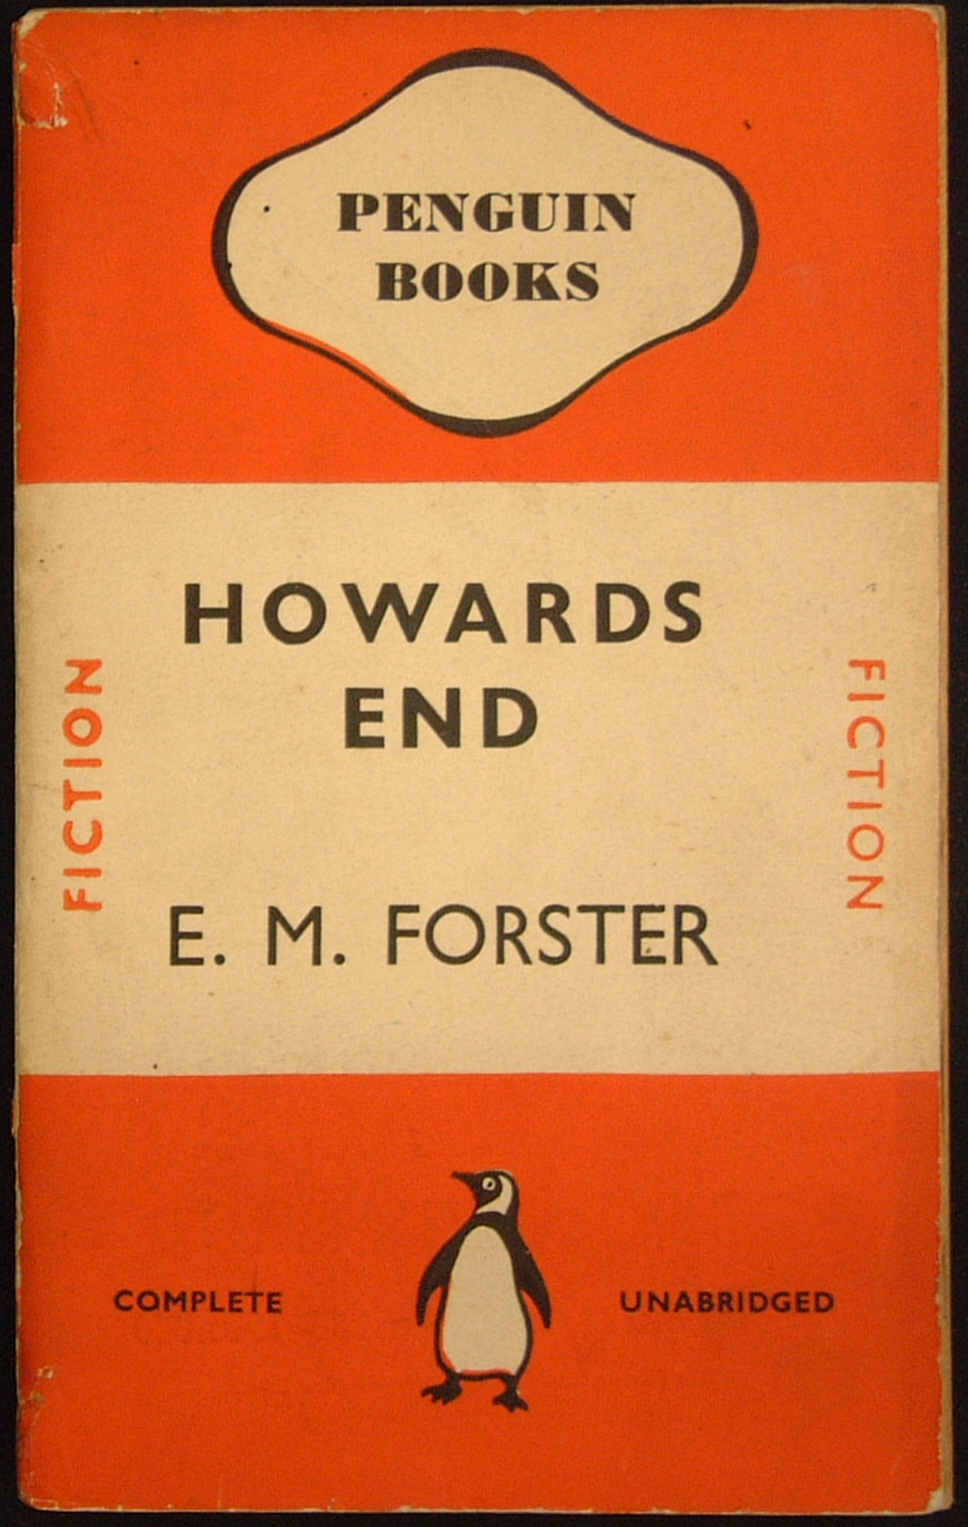 PENGUIN
BOOKS
HOWARDS
END
FICTION
FICTION
E. M. FORSTER
COMPLETE
UNABRIDGED